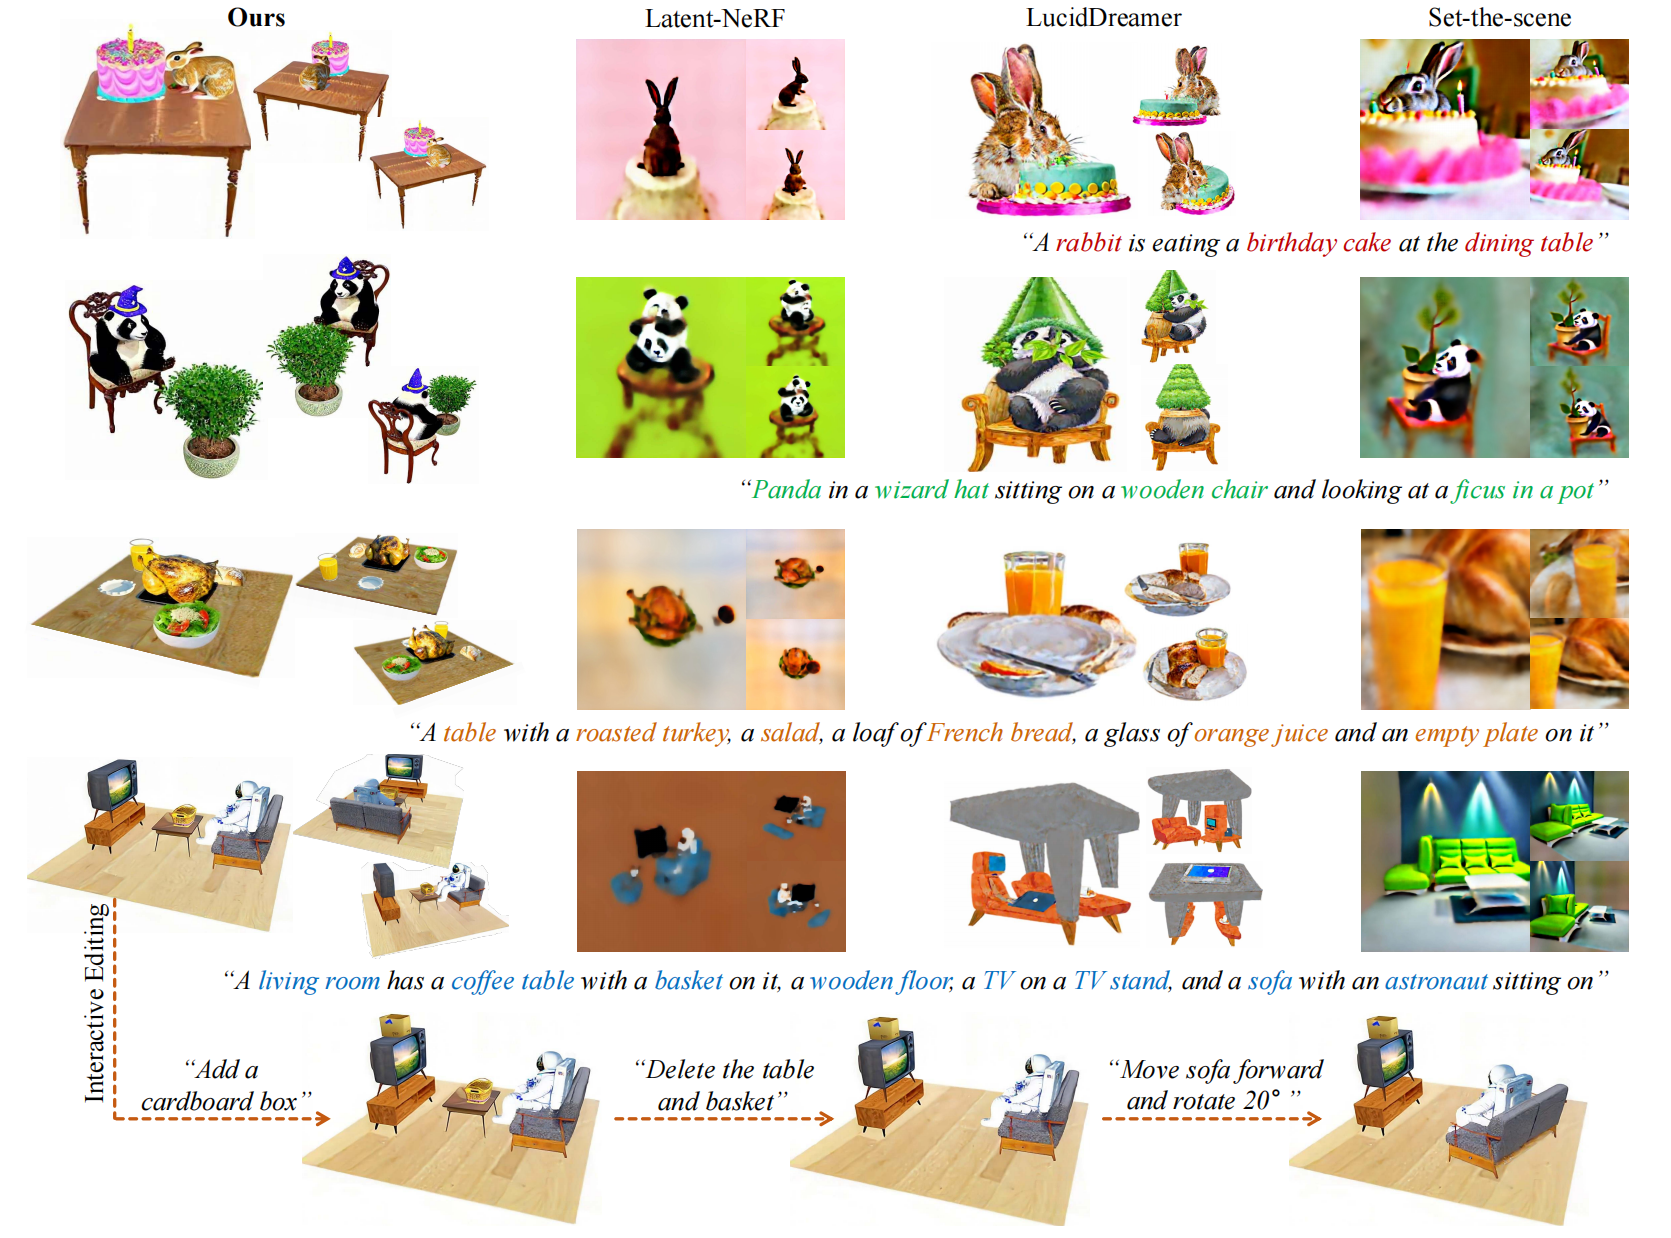 Ours
Latent-NeRF
LucidDreamer
Set-the-scene
“A rabbit is eating a birthday cake at the dining table”
“Panda in a wizard hat sitting on a wooden chair and looking at a ficus in a pot”
“A table with a roasted turkey, a salad, a loaf of French bread, a glass of orange juice and an empty plate on it”
“A living room has a coffee table with a basket on it, a wooden floor, a TV on a TV stand, and a sofa with an astronaut sitting on”
Interactive Editing
“Add a
cardboard box”
“Delete the table
and basket”
“Move sofa forward
and rotate 20° ”